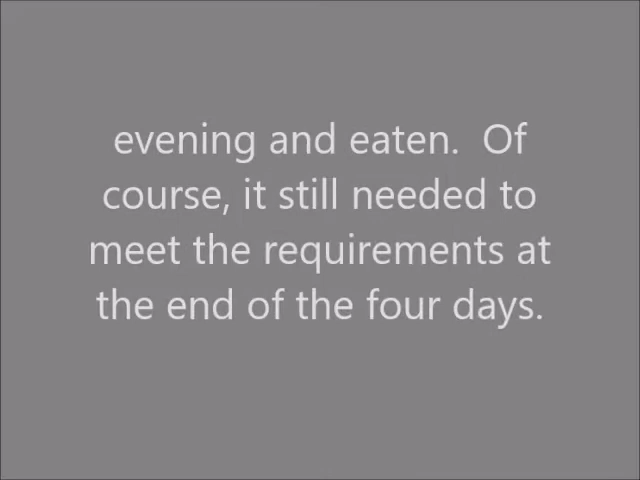 evening and eaten.  Of
course, it still needed to
meet the requirements at
the end of the four days.